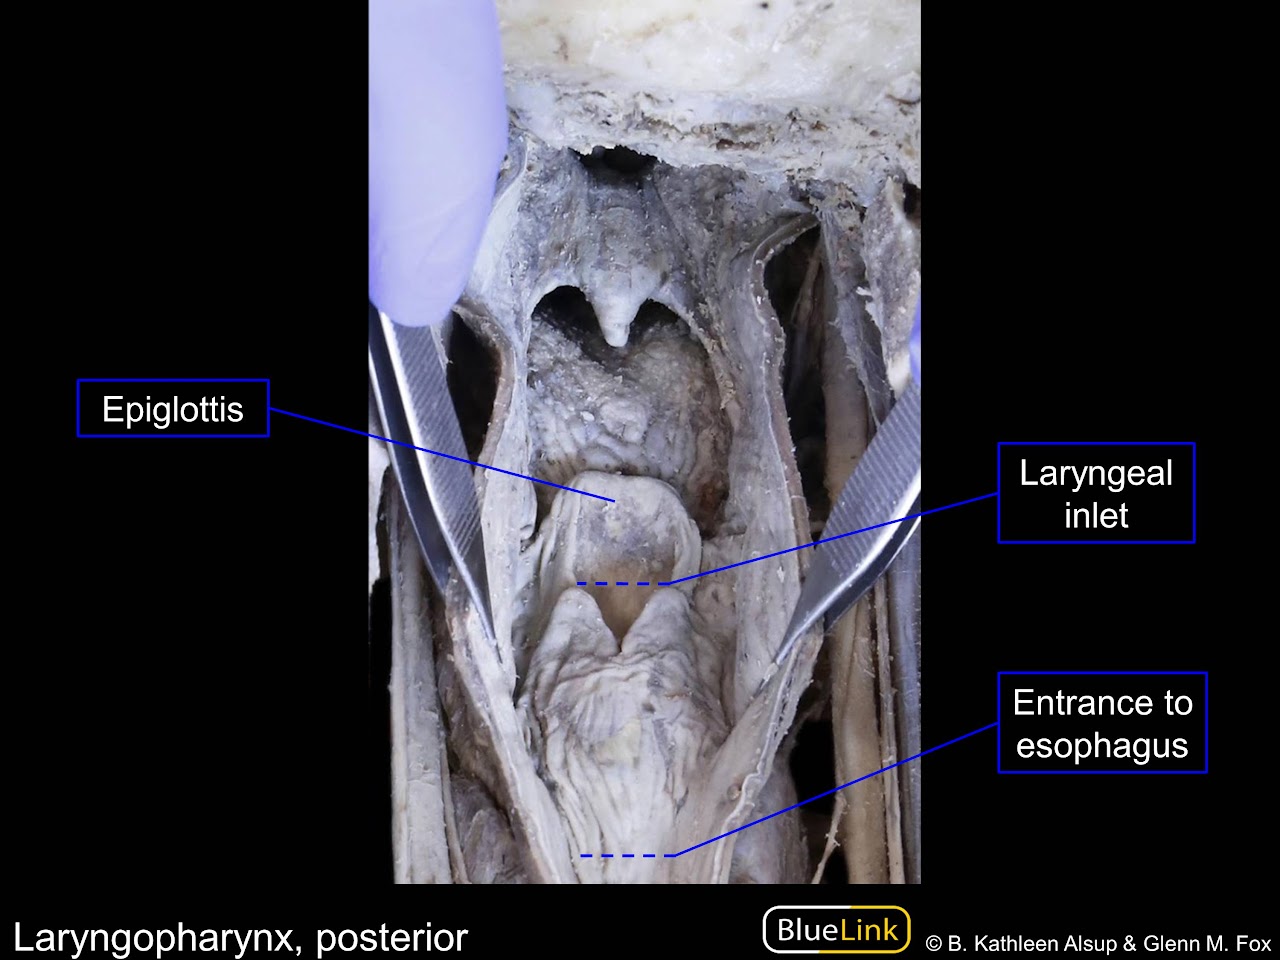 Epiglottis
Laryngeal
inlet
Entrance to
esophagus
Laryngopharynx, posterior
BlueLink
© B. Kathleen Alsup & Glenn M. Fox